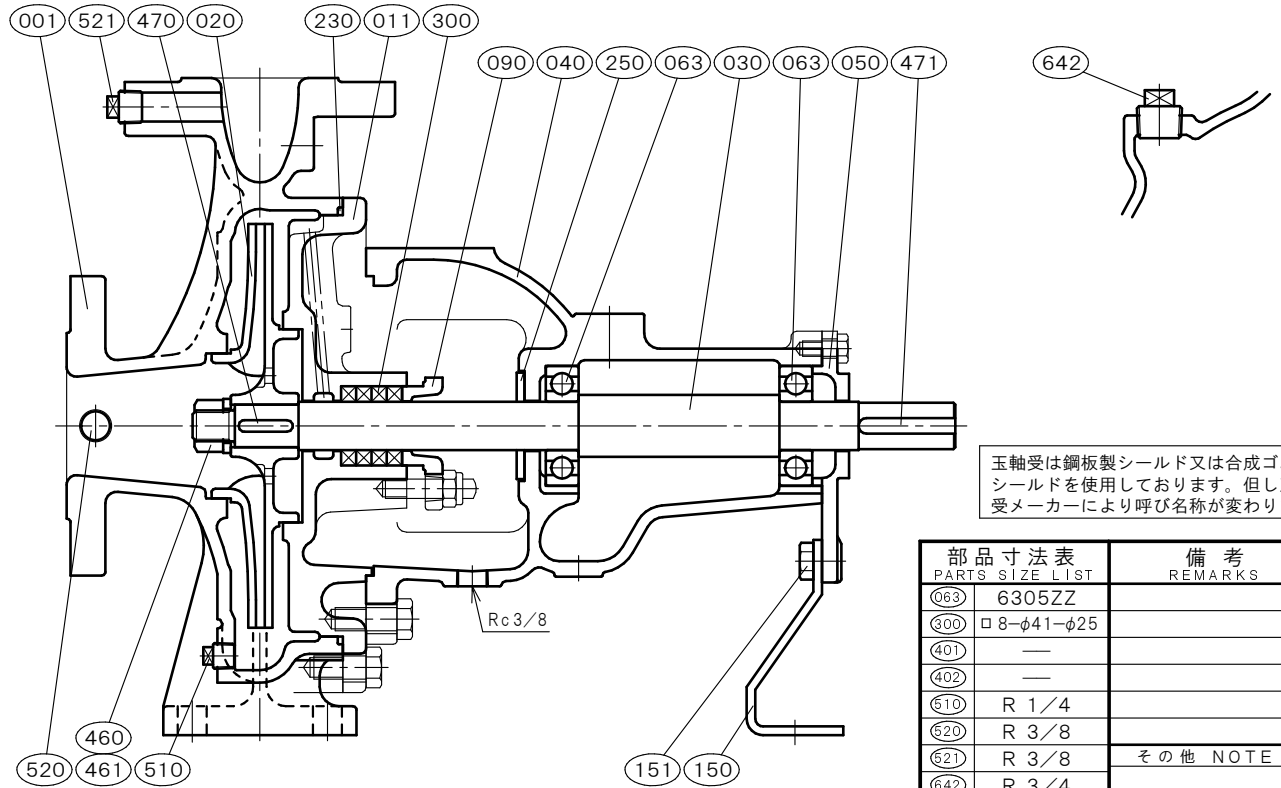 001
521
470
020
230
011
300
090
040
250
063
030
063
050
471
642
玉軸受は鋼板製シールド又は合成ゴ
シールドを使用しております。但し
受メーカーにより呼び名称が変わり
部品寸法表
PARTS SIZE LIST
備考
REMARKS
063 6305ZZ
300 □8-φ41-φ25
401 —
402 —
510 R 1/4
520 R 3/8
521 R 3/8
その他 NOTE
642 R 3/4
Rc3/8
460
520
461
510
151
150